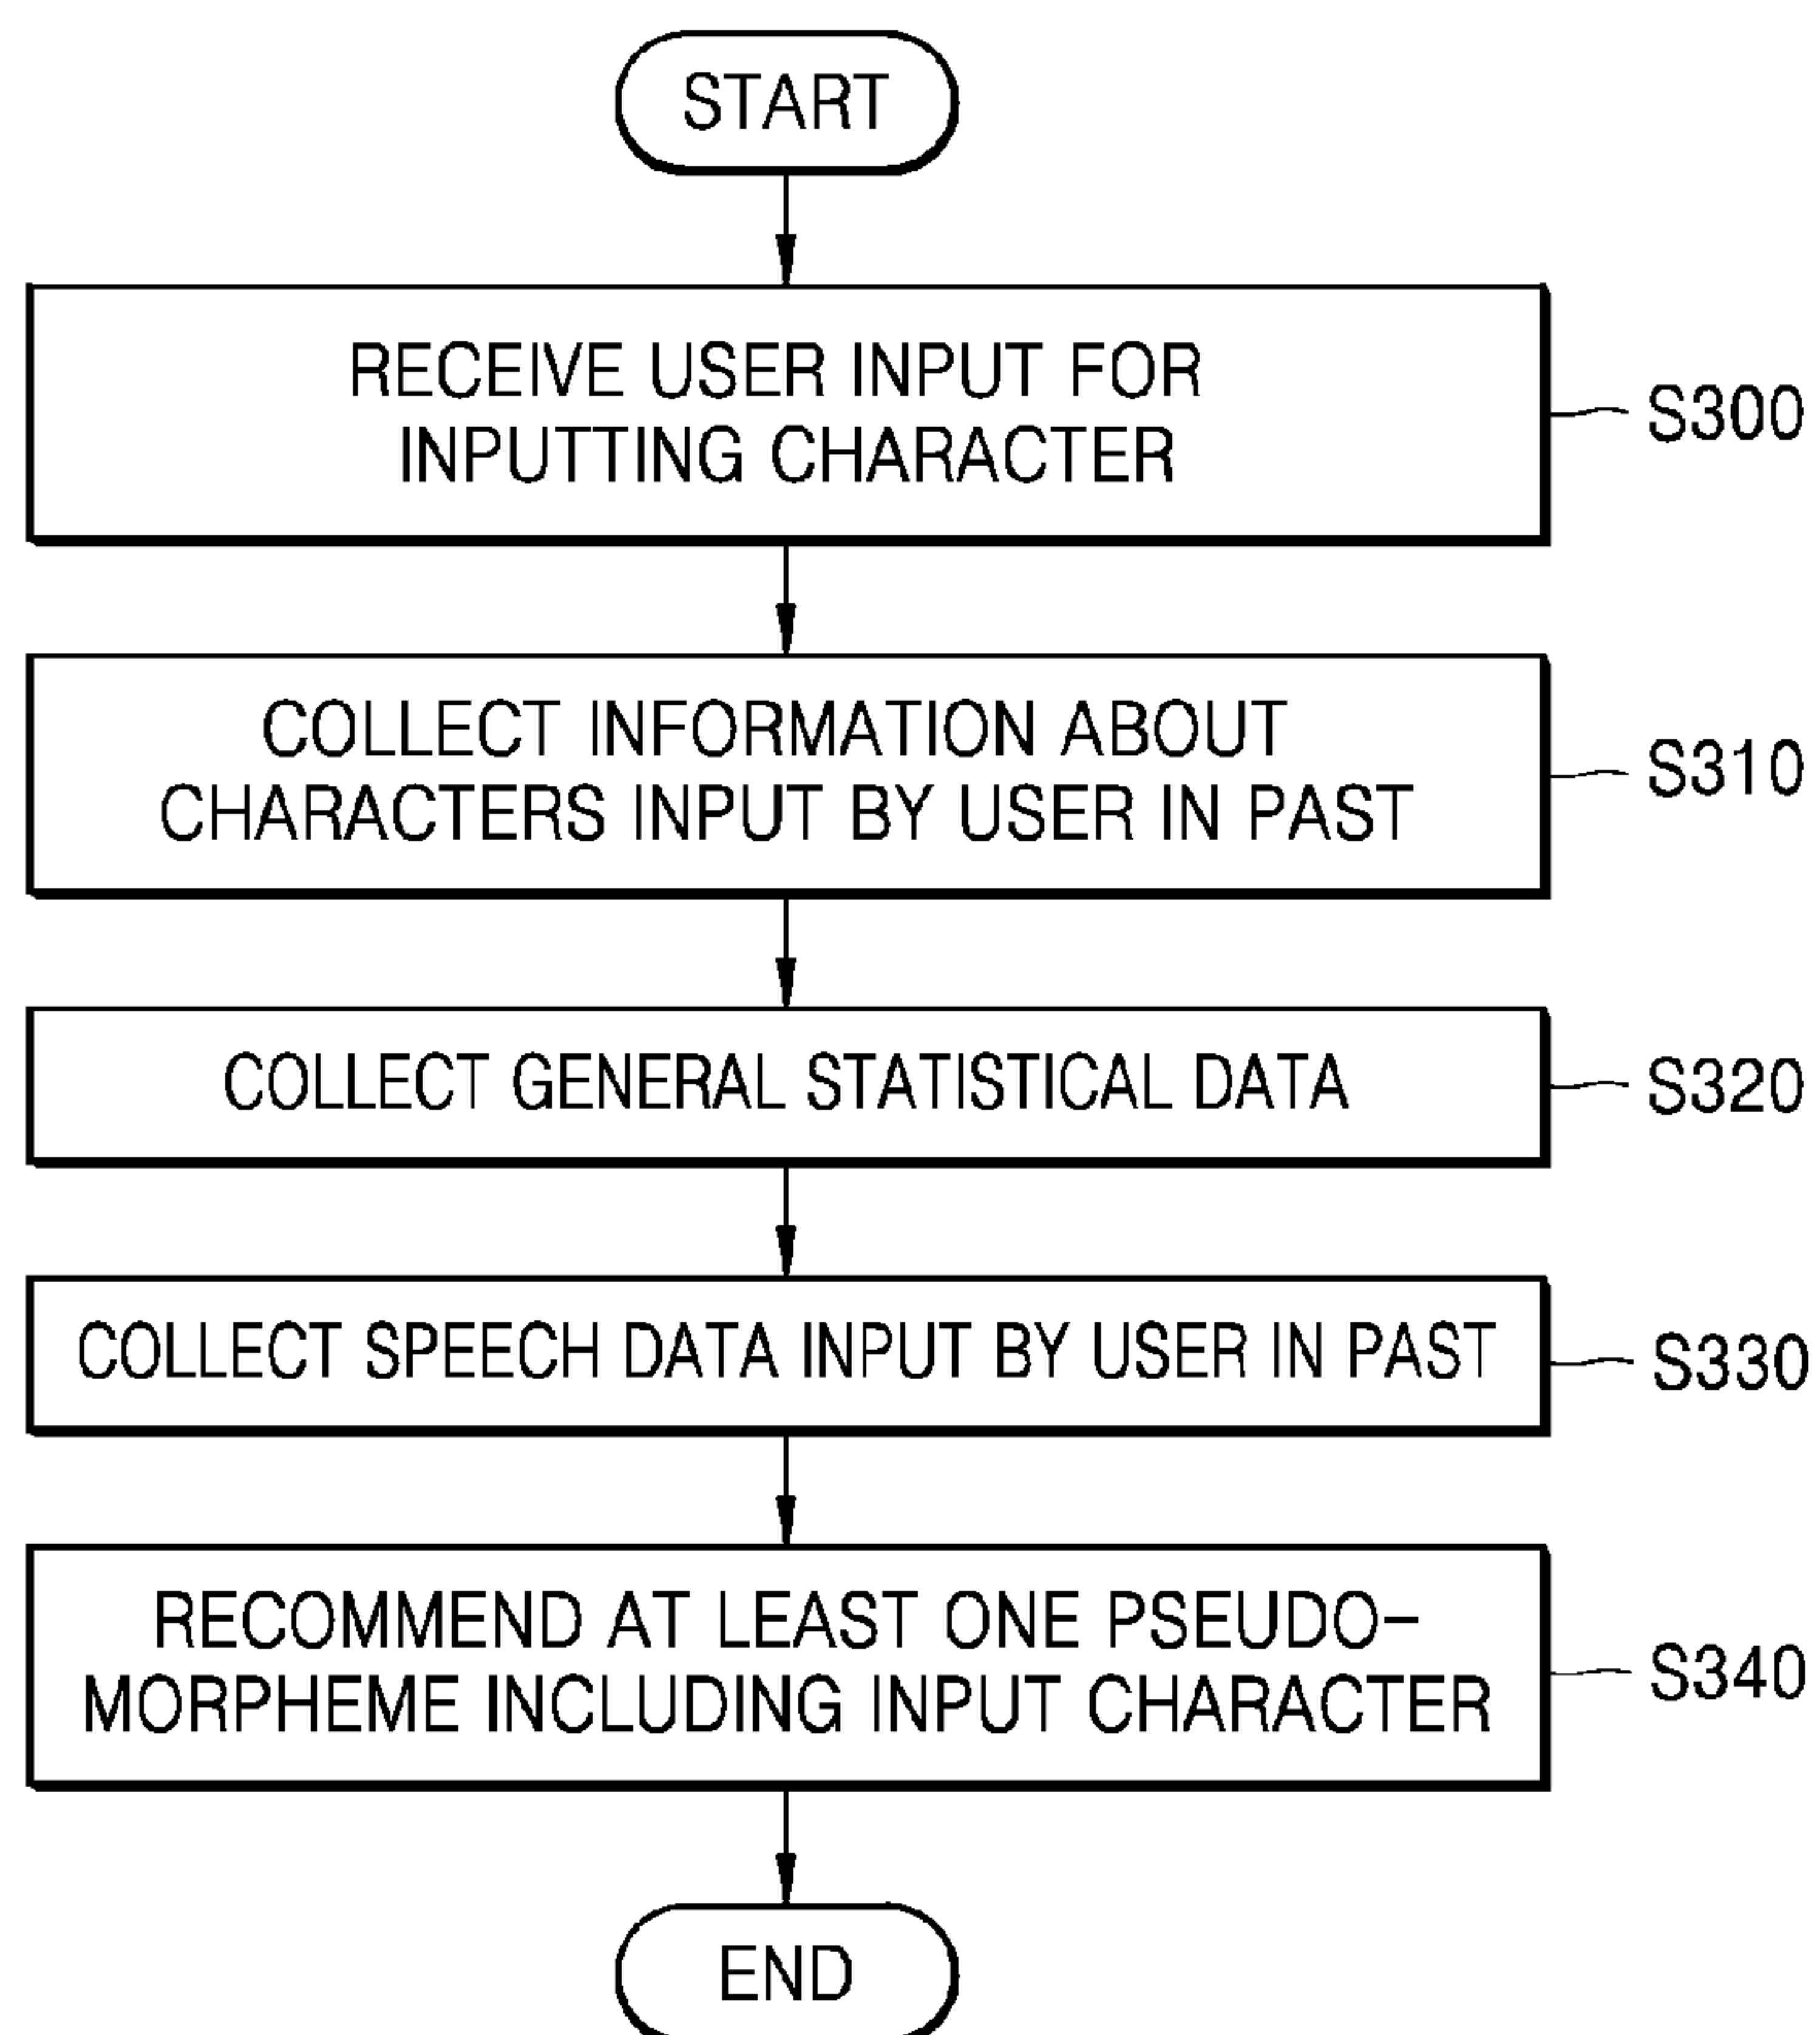 START
RECEIVE USER INPUT FOR
INPUTTING CHARACTER
S300
COLLECT INFORMATION ABOUT
CHARACTERS INPUT BY USER IN PAST
S310
COLLECT GENERAL STATISTICAL DATA
S320
COLLECT SPEECH DATA INPUT BY USER IN PAST
S330
RECOMMEND AT LEAST ONE PSEUDO-
MORPHEME INCLUDING INPUT CHARACTER
S340
END